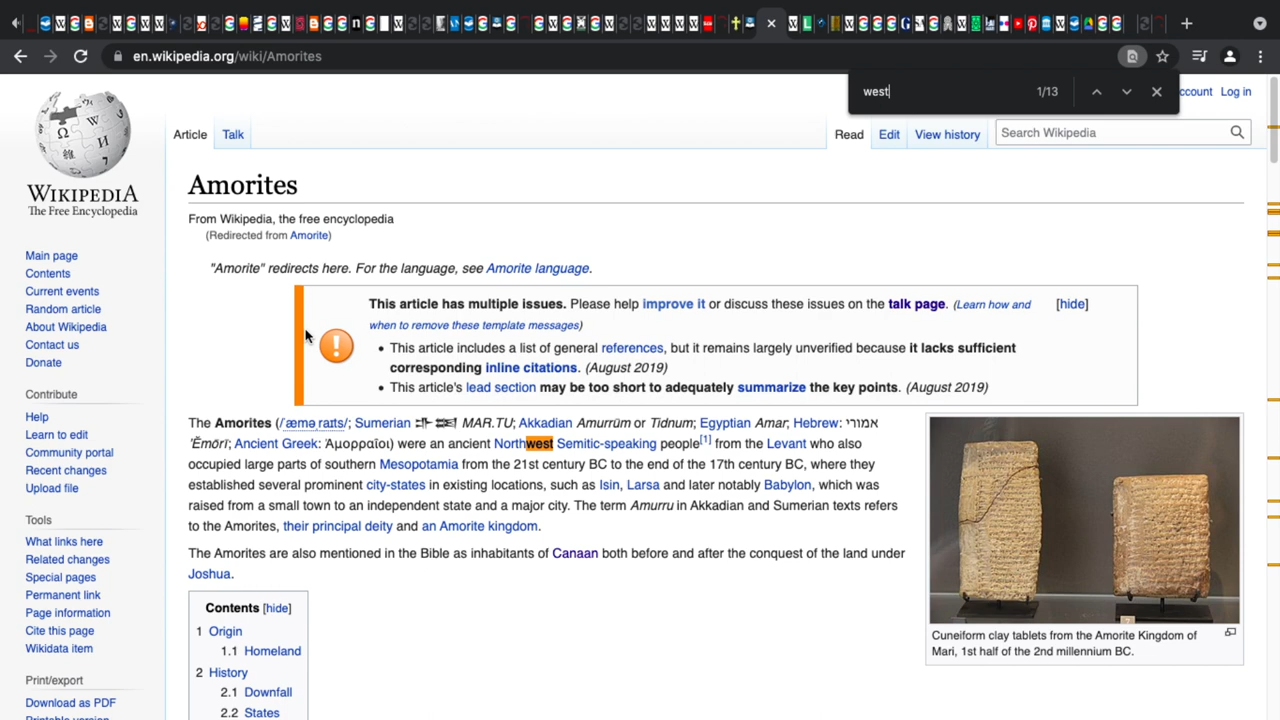 en.wikipedia.org/wiki/Amorites
west 1/13
ccount Log in
Article Talk Read Edit View history Search Wikipedia
WIKIPEDIA
The Free Encyclopedia
Main page
Contents
Current events
Random article
About Wikipedia
Contact us
Donate
Contribute
Help
Learn to edit
Community portal
Recent changes
Upload file
Tools
What links here
Related changes
Special pages
Permanent link
Page information
Cite this page
Wikidata item
Print/export
Download as PDF
Printable version
Amorites
From Wikipedia, the free encyclopedia
(Redirected from Amorite)
"Amorite" redirects here. For the language, see Amorite language.
This article has multiple issues. Please help improve it or discuss these issues on the talk page. (Learn how and [hide]
when to remove these template messages)
• This article includes a list of general references, but it remains largely unverified because it lacks sufficient
corresponding inline citations. (August 2019)
• This article's lead section may be too short to adequately summarize the key points. (August 2019)
The Amorites (/ˈæməˌraɪts/; Sumerian 𒈥𒌅 MAR.TU; Akkadian Amurrūm or Tidnum; Egyptian Amar; Hebrew: אמורי
ʼĔmōrī; Ancient Greek: Ἀμορραῖοι) were an ancient Northwest Semitic-speaking people[1] from the Levant who also
occupied large parts of southern Mesopotamia from the 21st century BC to the end of the 17th century BC, where they
established several prominent city-states in existing locations, such as Isin, Larsa and later notably Babylon, which was
raised from a small town to an independent state and a major city. The term Amurru in Akkadian and Sumerian texts refers
to the Amorites, their principal deity and an Amorite kingdom.
The Amorites are also mentioned in the Bible as inhabitants of Canaan both before and after the conquest of the land under
Joshua.
Contents [hide]
1 Origin
1.1 Homeland
2 History
2.1 Downfall
2.2 States
Cuneiform clay tablets from the Amorite Kingdom of
Mari, 1st half of the 2nd millennium BC.